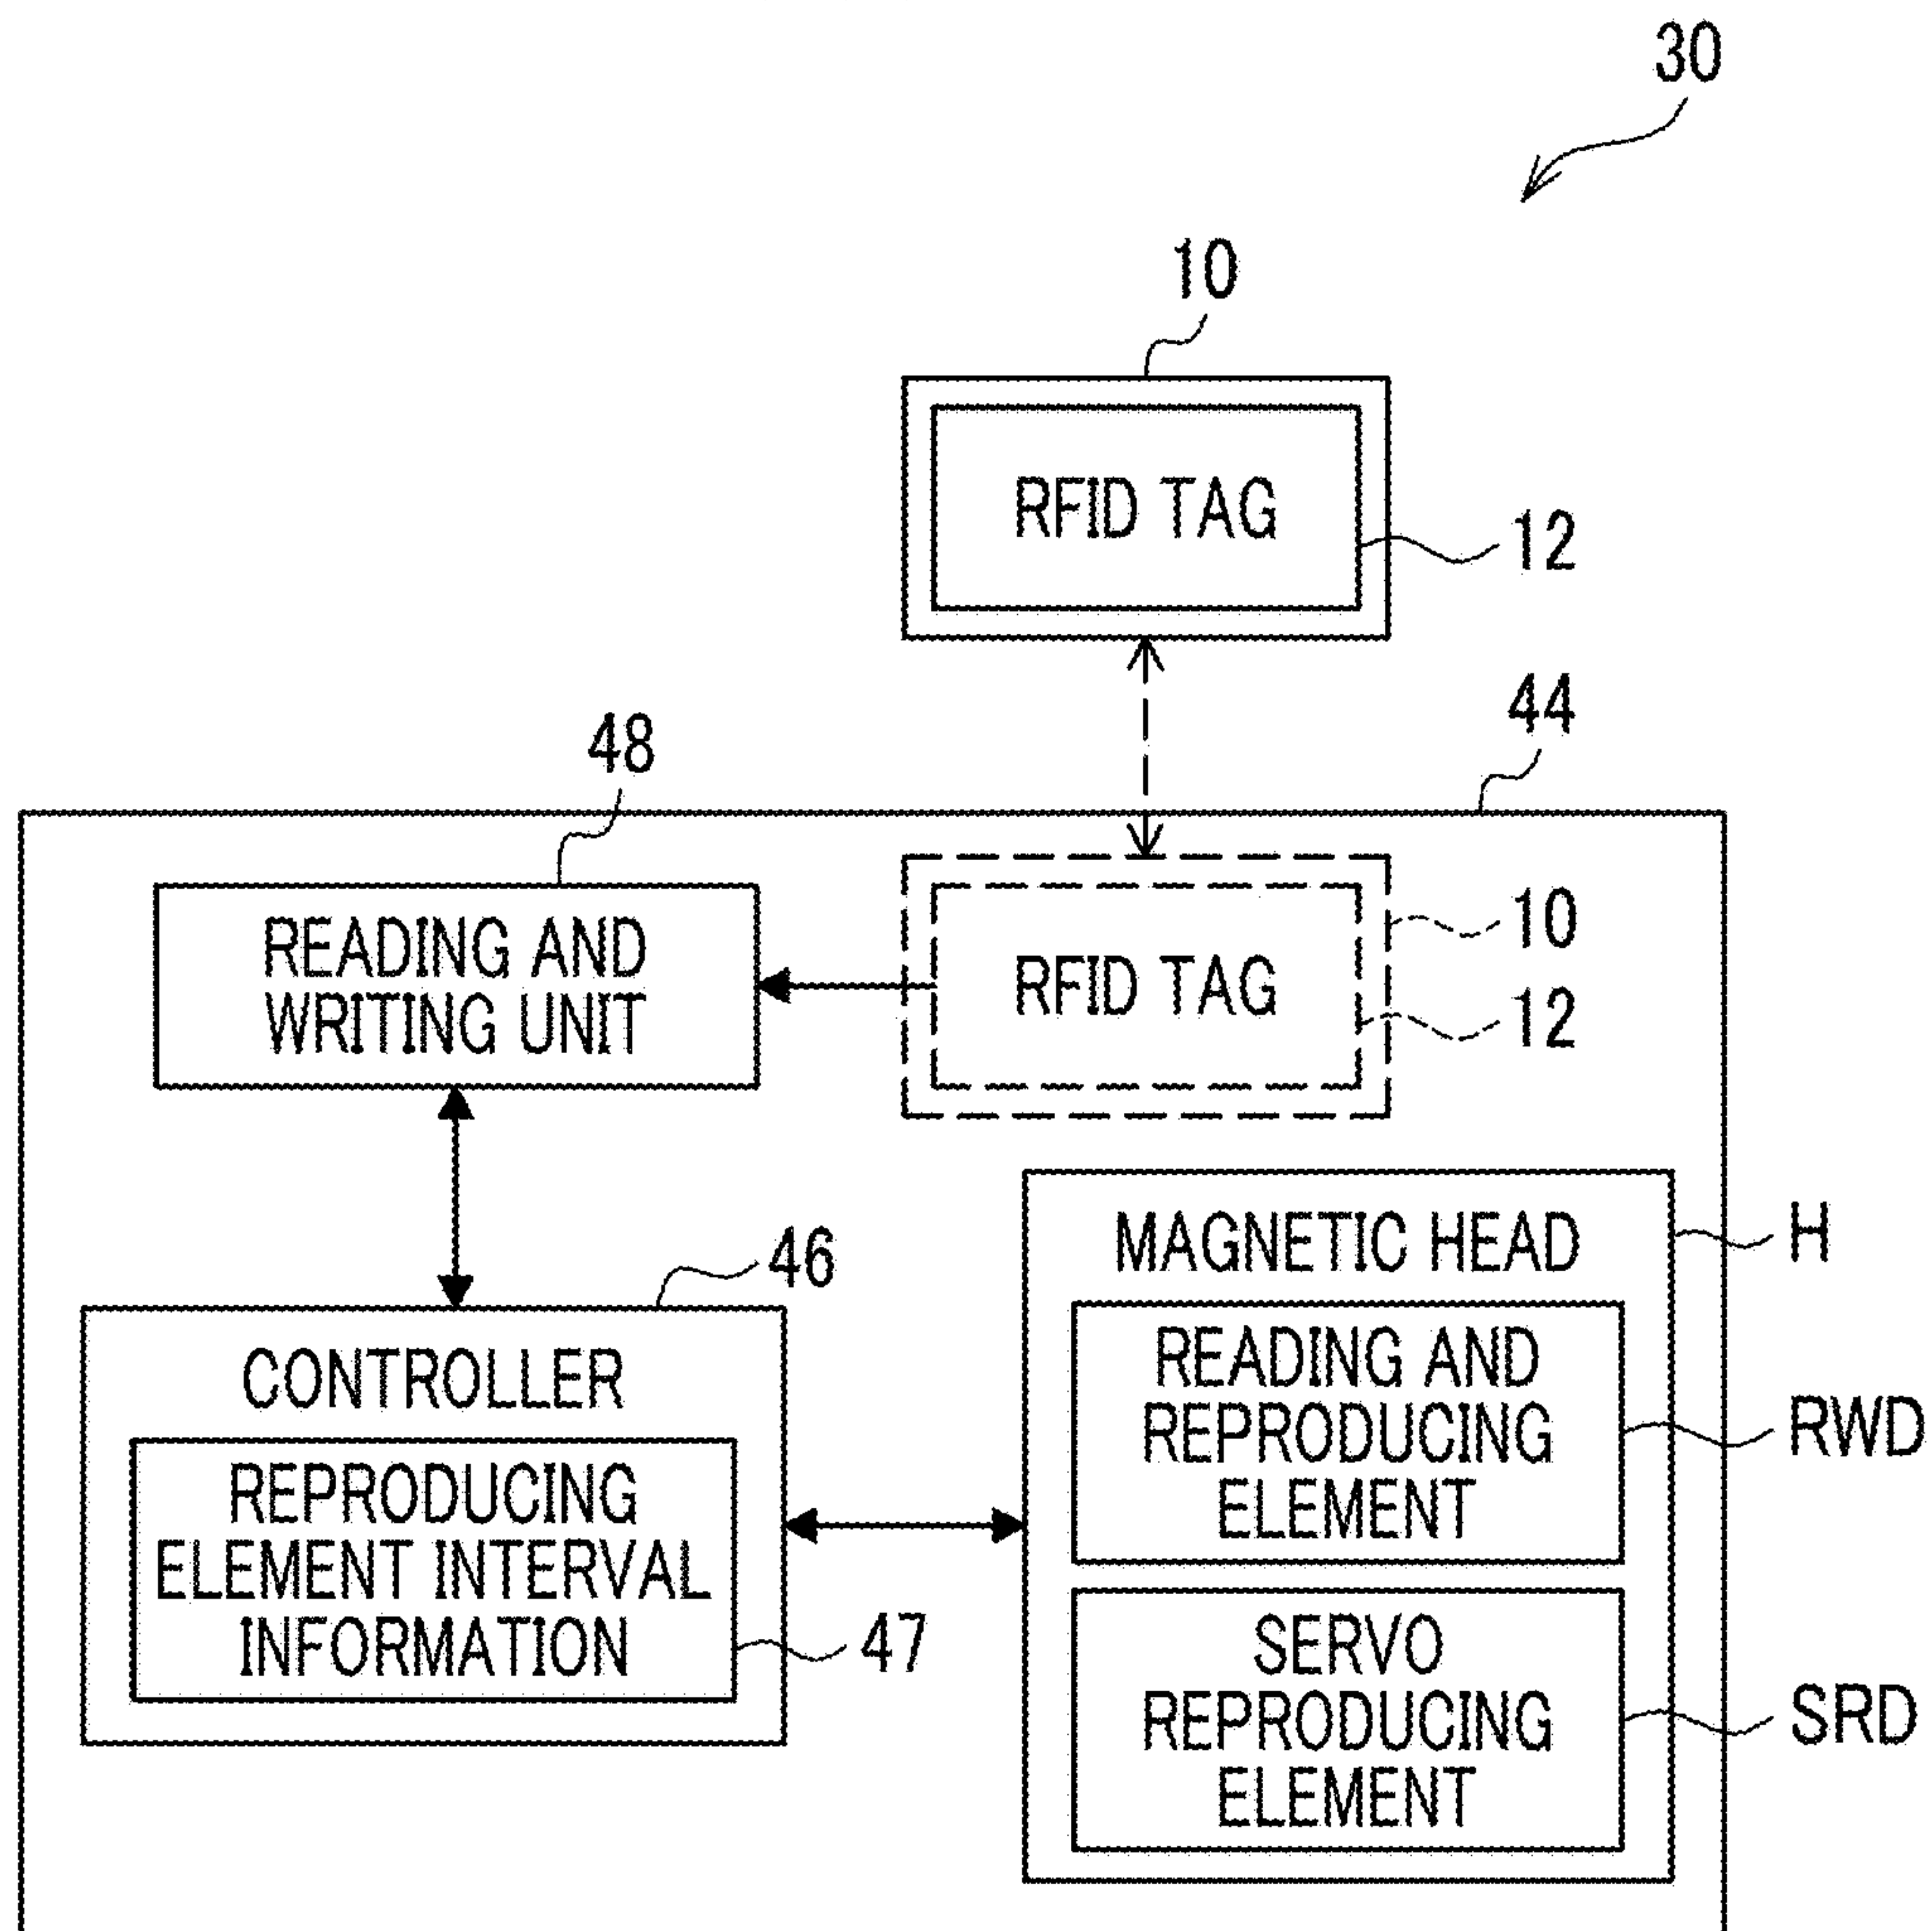 30
10
RFID TAG
12
44
48
READING AND
WRITING UNIT
RFID TAG
10
12
MAGNETIC HEAD
H
46
CONTROLLER
READING AND
REPRODUCING
ELEMENT
RWD
REPRODUCING
ELEMENT INTERVAL
INFORMATION
47
SERVO
REPRODUCING
ELEMENT
SRD